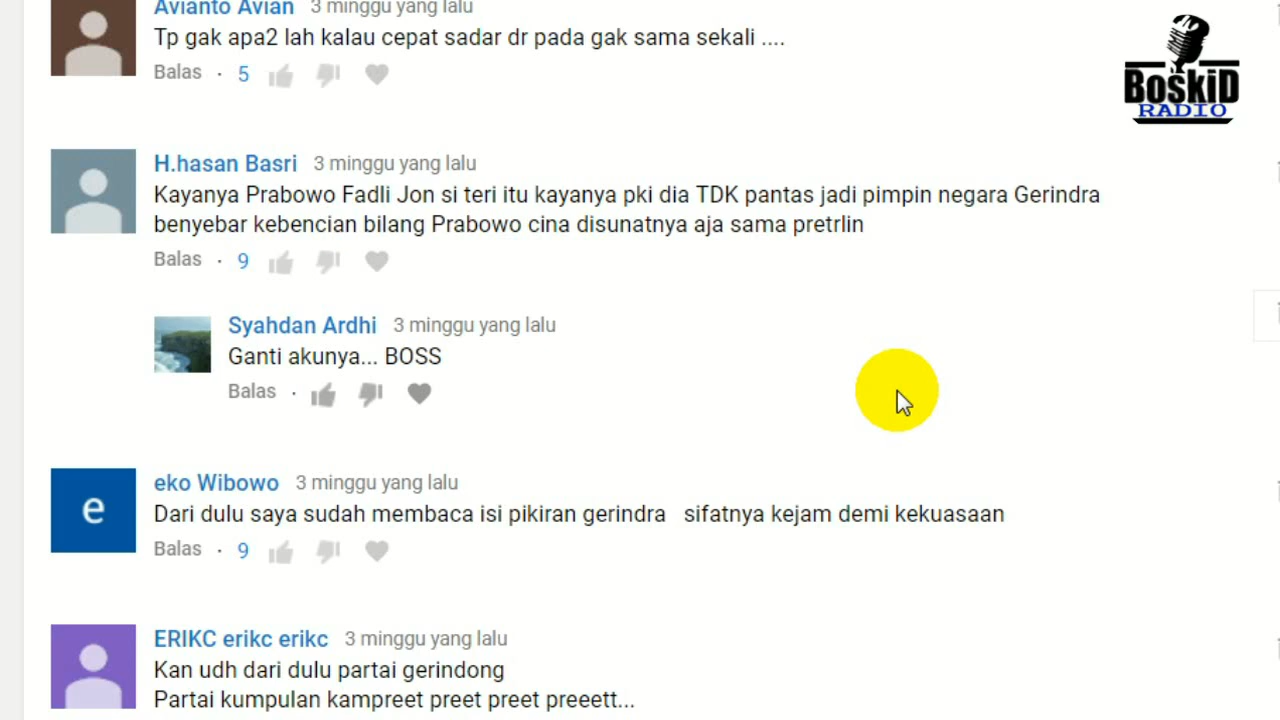 Avianto Avian 3 minggu yang lalu
Tp gak apa2 lah kalau cepat sadar dr pada gak sama sekali ....
Balas · 5
BoskiD
RADIO
H.hasan Basri 3 minggu yang lalu
Kayanya Prabowo Fadli Jon si teri itu kayanya pki dia TDK pantas jadi pimpin negara Gerindra
benyebar kebencian bilang Prabowo cina disunatnya aja sama pretrlin
Balas · 9
Syahdan Ardhi 3 minggu yang lalu
Ganti akunya... BOSS
Balas ·
e
eko Wibowo 3 minggu yang lalu
Dari dulu saya sudah membaca isi pikiran gerindra sifatnya kejam demi kekuasaan
Balas · 9
ERIKC erikc erikc 3 minggu yang lalu
Kan udh dari dulu partai gerindong
Partai kumpulan kampreet preet preet preeett...